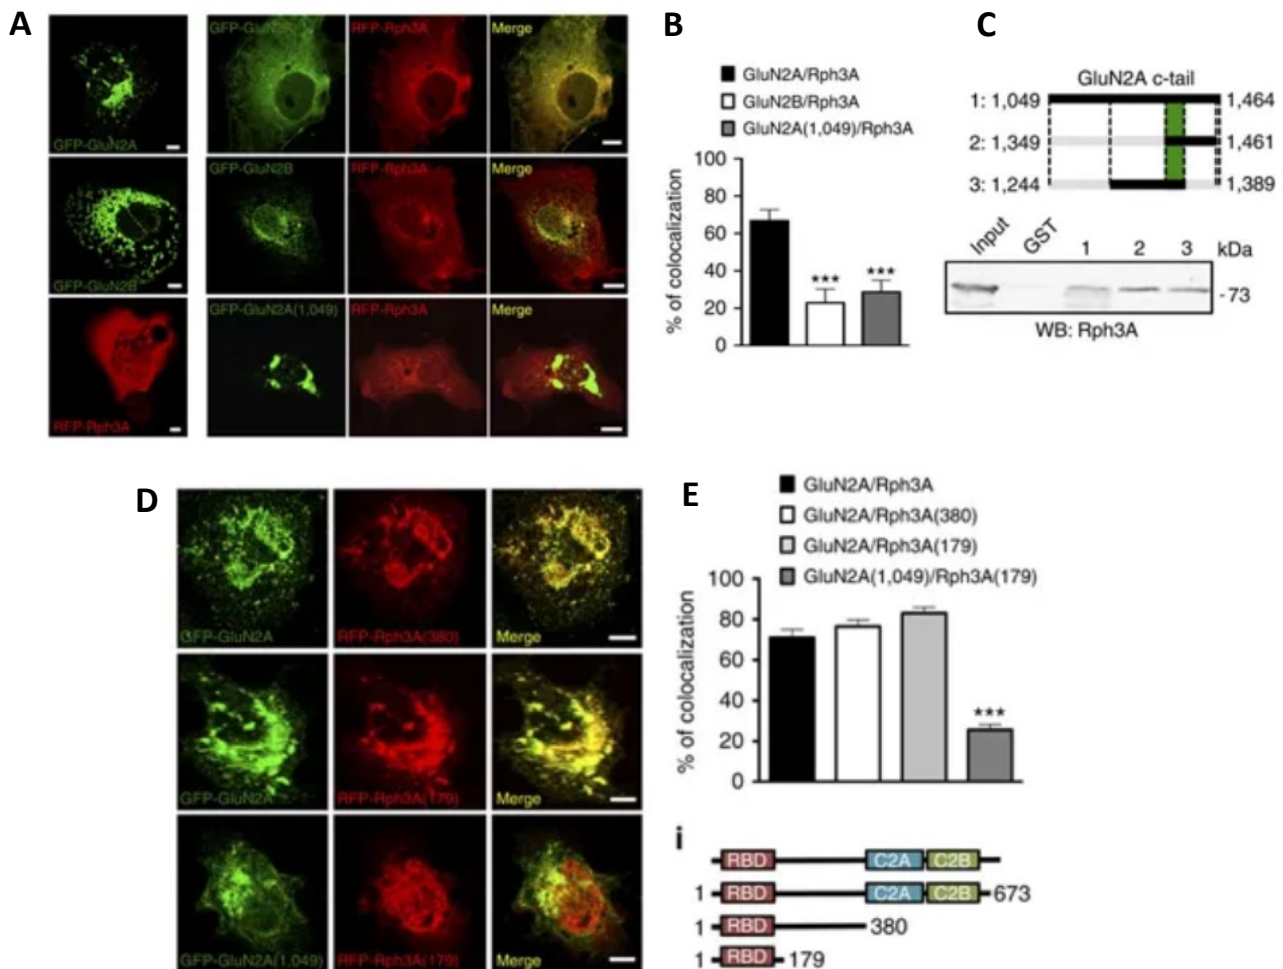 A
GFP-GluN2A
GFP-GluN2A RFP-Rph3A Merge
GFP-GluN2B
GFP-GluN2B RFP-Rph3A Merge
RFP-Rph3A
GFP-GluN2A(1,049) RFP-Rph3A Merge
B
GluN2A/Rph3A
GluN2B/Rph3A
GluN2A(1,049)/Rph3A
% of colocalization
100
80
60
40
20
0
*** ***
C
GluN2A c-tail
1: 1,049 1,464
2: 1,349 1,461
3: 1,244 1,389
Input GST 1 2 3 kDa
-73
WB: Rph3A
D
GFP-GluN2A RFP-Rph3A(380) Merge
GFP-GluN2A RFP-Rph3A(179) Merge
GFP-GluN2A(1,049) RFP-Rph3A(179) Merge
E
GluN2A/Rph3A
GluN2A/Rph3A(380)
GluN2A/Rph3A(179)
GluN2A(1,049)/Rph3A(179)
% of colocalization
100
80
60
40
20
0
***
i
RBD C2A C2B
1 RBD C2A C2B 673
1 RBD 380
1 RBD 179